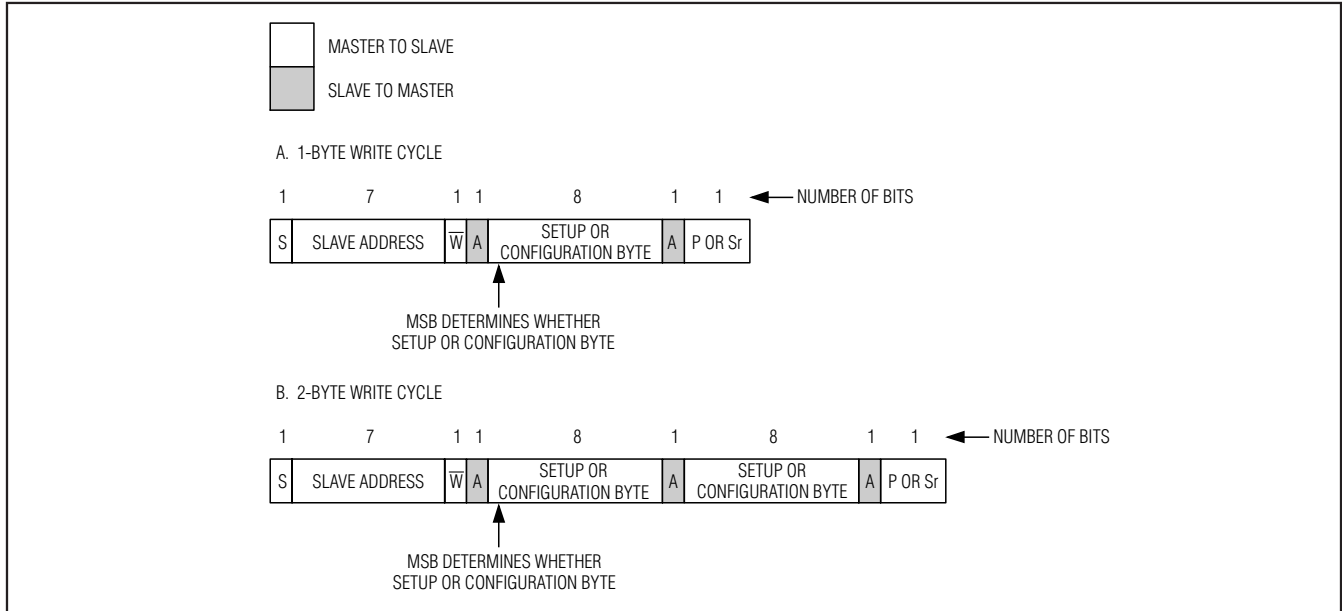 MASTER TO SLAVE
SLAVE TO MASTER
A. 1-BYTE WRITE CYCLE
1 7 1 1 8 1 1 NUMBER OF BITS
S SLAVE ADDRESS W̅ A SETUP OR CONFIGURATION BYTE A P OR Sr
MSB DETERMINES WHETHER
SETUP OR CONFIGURATION BYTE
B. 2-BYTE WRITE CYCLE
1 7 1 1 8 1 8 1 1 NUMBER OF BITS
S SLAVE ADDRESS W̅ A SETUP OR CONFIGURATION BYTE A SETUP OR CONFIGURATION BYTE A P OR Sr
MSB DETERMINES WHETHER
SETUP OR CONFIGURATION BYTE